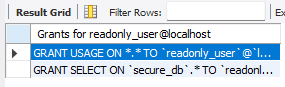 Result Grid Filter Rows: Ex
Grants for readonly_user@localhost
GRANT USAGE ON *.* TO `readonly_user`@`l...
GRANT SELECT ON `secure_db`.* TO `readonl...